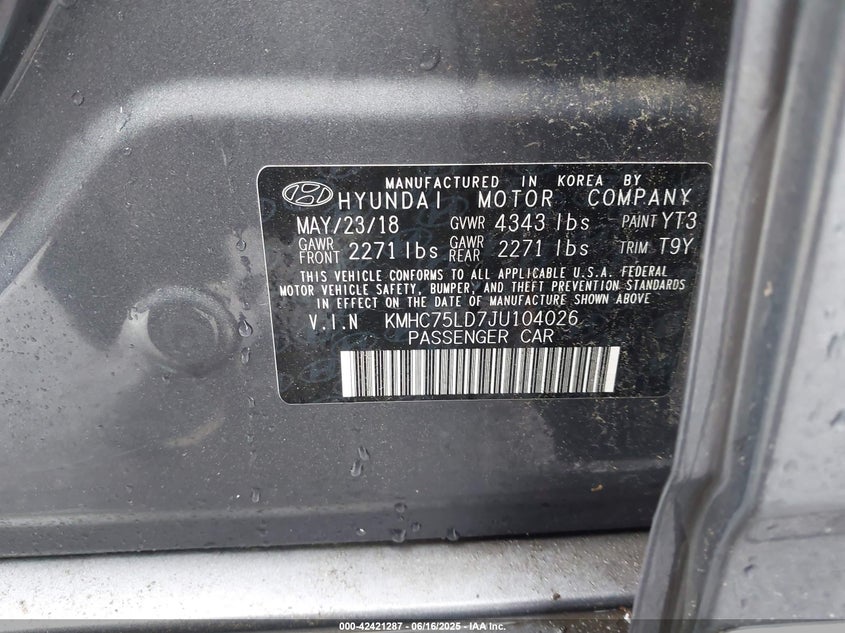 MANUFACTURED IN KOREA BY
HYUNDAI MOTOR COMPANY
MAY/23/18 GVWR 4343 lbs PAINT YT3
GAWR FRONT 2271 lbs GAWR REAR 2271 lbs TRIM T9Y
THIS VEHICLE CONFORMS TO ALL APPLICABLE U.S.A. FEDERAL
MOTOR VEHICLE SAFETY, BUMPER, AND THEFT PREVENTION STANDARDS
IN EFFECT ON THE DATE OF MANUFACTURE SHOWN ABOVE
V.I.N KMHC75LD7JU104026
PASSENGER CAR
000-42421287 - 06/16/2025 - IAA Inc.